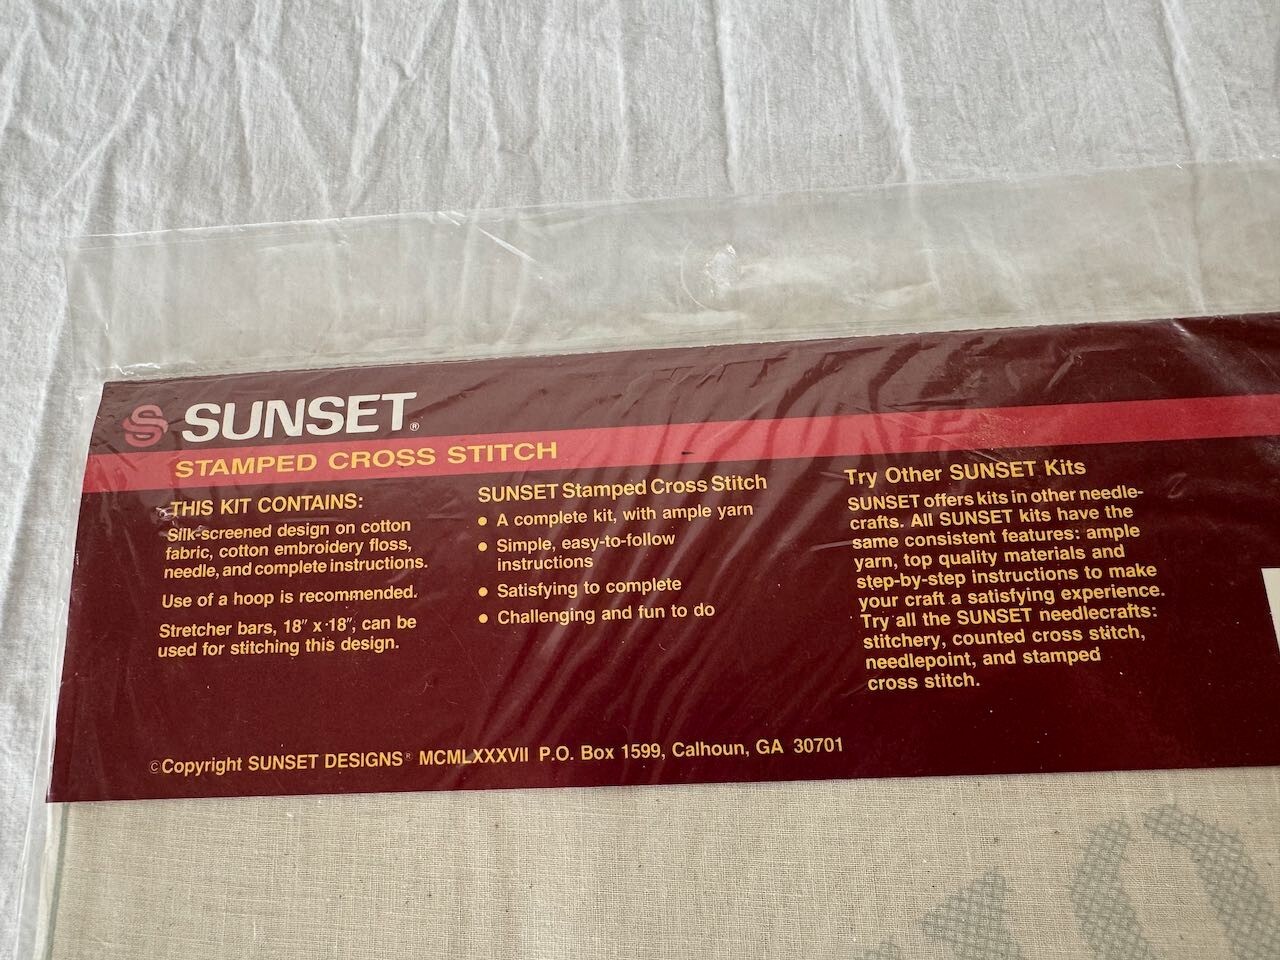 SUNSET®
STAMPED CROSS STITCH
THIS KIT CONTAINS:
Silk-screened design on cotton
fabric, cotton embroidery floss,
needle, and complete instructions.
Use of a hoop is recommended.
Stretcher bars, 18" x 18", can be
used for stitching this design.
SUNSET Stamped Cross Stitch
• A complete kit, with ample yarn
• Simple, easy-to-follow
instructions
• Satisfying to complete
• Challenging and fun to do
Try Other SUNSET Kits
SUNSET offers kits in other needle-
crafts. All SUNSET kits have the
same consistent features: ample
yarn, top quality materials and
step-by-step instructions to make
your craft a satisfying experience.
Try all the SUNSET needlecrafts:
stitchery, counted cross stitch,
needlepoint, and stamped
cross stitch.
©Copyright SUNSET DESIGNS® MCMLXXXVII P.O. Box 1599, Calhoun, GA 30701